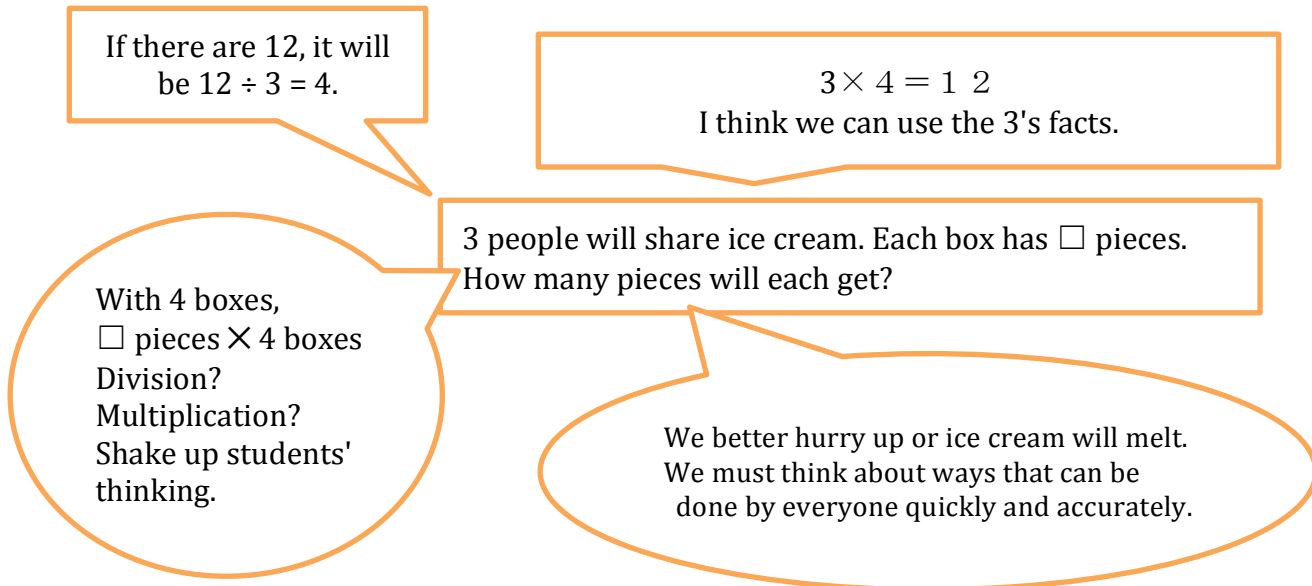 If there are 12, it will
be 12 ÷ 3 = 4.
3× ４＝１ ２
I think we can use the 3's facts.
3 people will share ice cream. Each box has □ pieces.
How many pieces will each get?
With 4 boxes,
□ pieces ✕ 4 boxes
Division?
Multiplication?
Shake up students'
thinking.
We better hurry up or ice cream will melt.
We must think about ways that can be
done by everyone quickly and accurately.